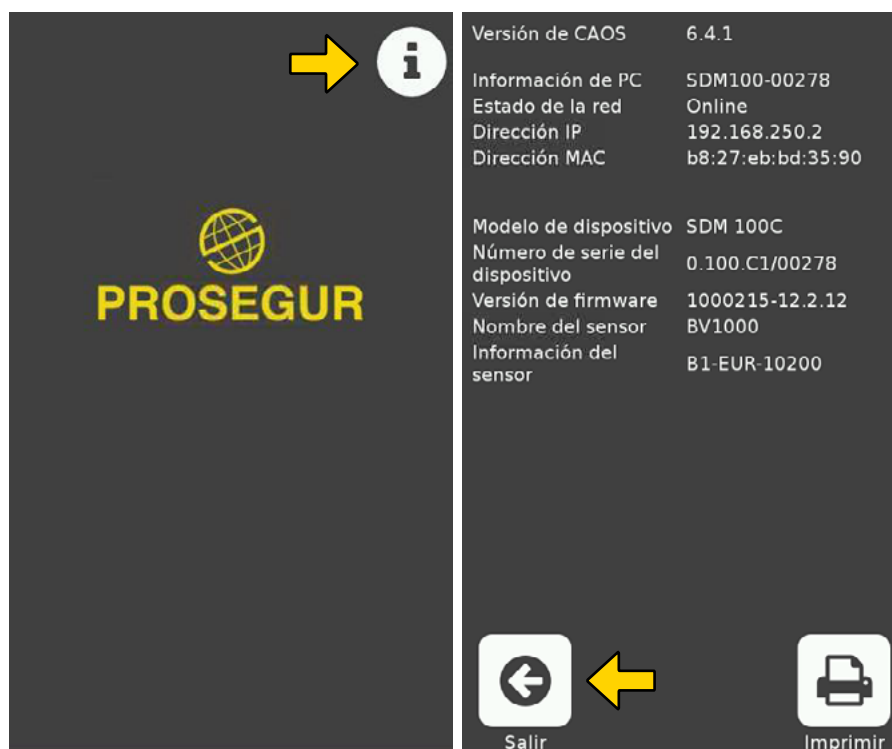 PROSEGUR
Versión de CAOS 6.4.1
Información de PC SDM100-00278
Estado de la red Online
Dirección IP 192.168.250.2
Dirección MAC b8:27:eb:bd:35:90
Modelo de dispositivo SDM 100C
Número de serie del
dispositivo 0.100.C1/00278
Versión de firmware 1000215-12.2.12
Nombre del sensor BV1000
Información del
sensor B1-EUR-10200
Salir Imprimir